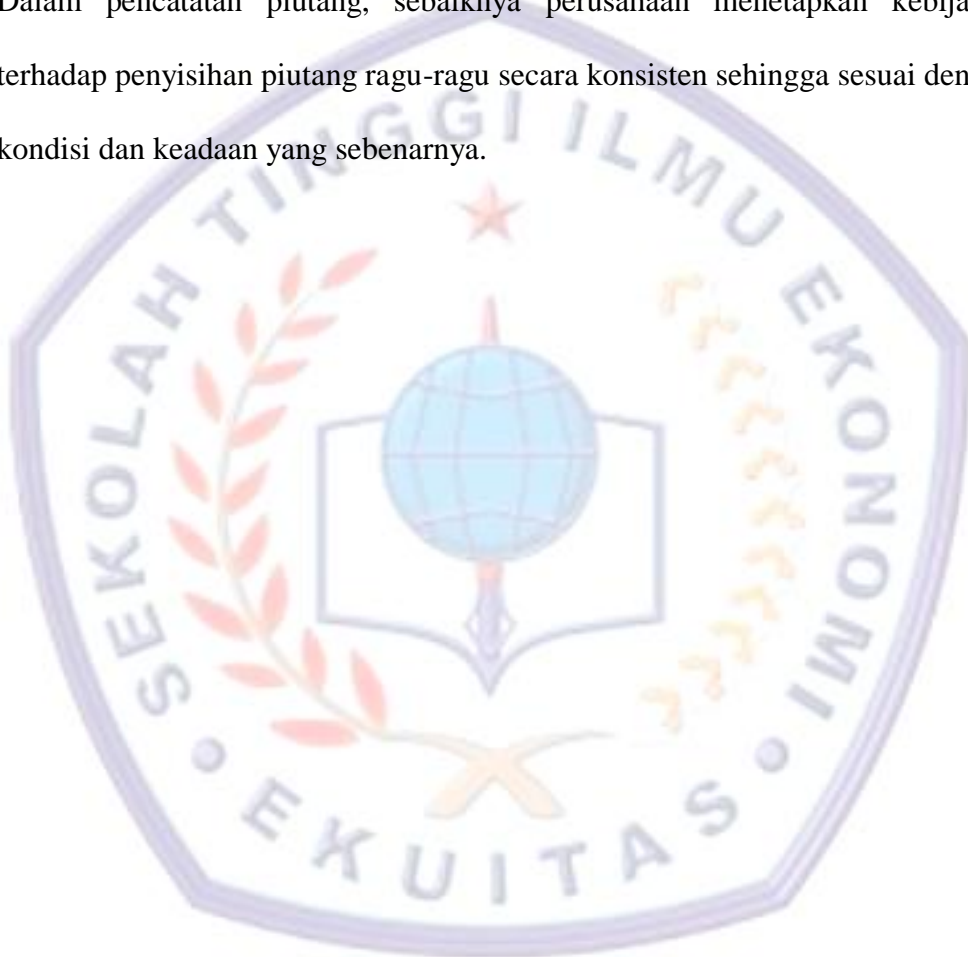 Dalam pencatatan piutang, sebaiknya perusahaan menetapkan kebija
terhadap penyisihan piutang ragu-ragu secara konsisten sehingga sesuai den
kondisi dan keadaan yang sebenarnya.
SEKOLAH TINGGI ILMU EKONOMI
EKUITAS